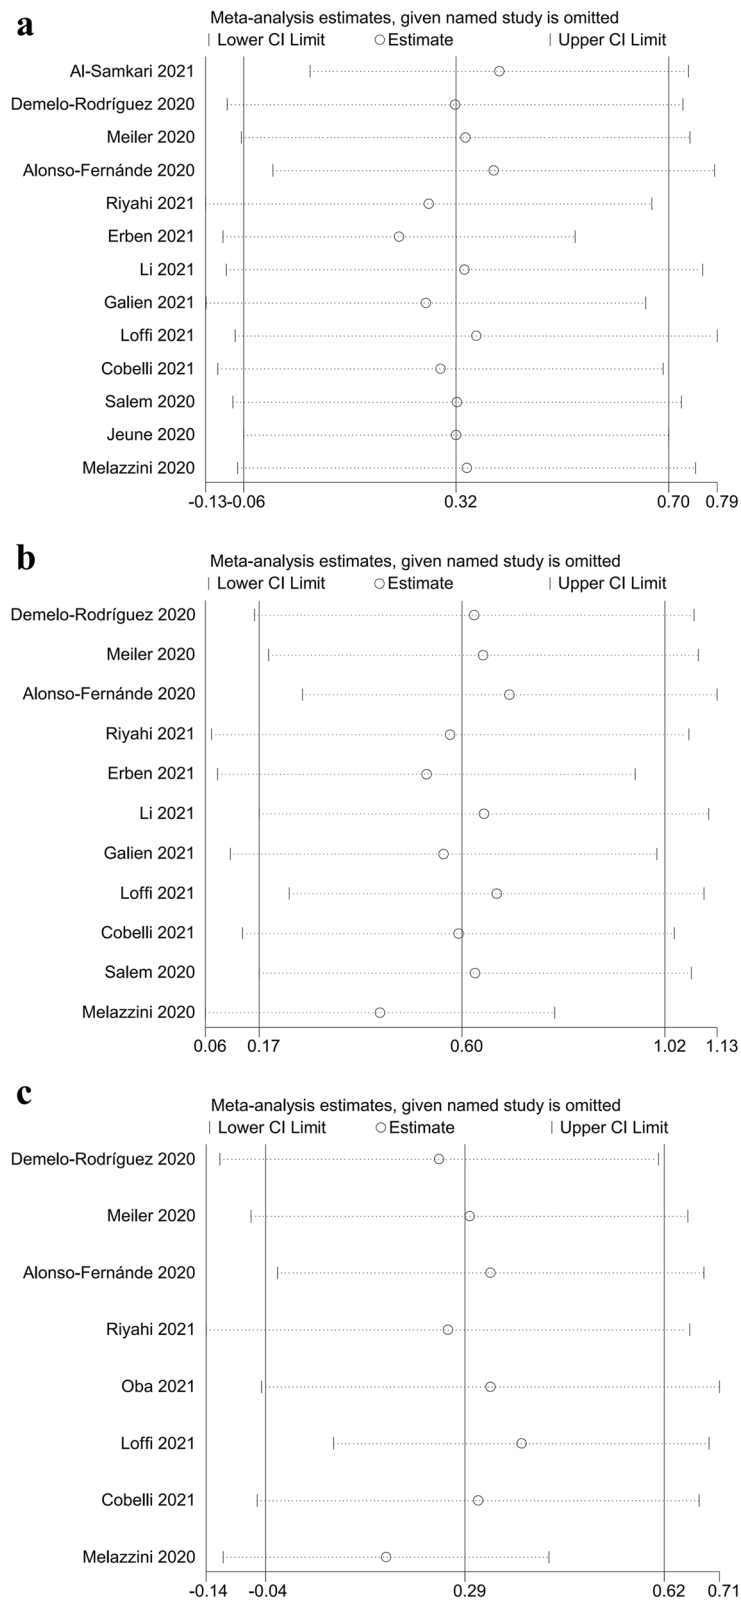 a
Meta-analysis estimates, given named study is omitted
Lower CI Limit Estimate Upper CI Limit
Al-Samkari 2021
Demelo-Rodríguez 2020
Meiler 2020
Alonso-Fernánde 2020
Riyahi 2021
Erben 2021
Li 2021
Galien 2021
Loffi 2021
Cobelli 2021
Salem 2020
Jeune 2020
Melazzini 2020
-0.13 -0.06 0.32 0.70 0.79
b
Meta-analysis estimates, given named study is omitted
Lower CI Limit Estimate Upper CI Limit
Demelo-Rodríguez 2020
Meiler 2020
Alonso-Fernánde 2020
Riyahi 2021
Erben 2021
Li 2021
Galien 2021
Loffi 2021
Cobelli 2021
Salem 2020
Melazzini 2020
0.06 0.17 0.60 1.02 1.13
c
Meta-analysis estimates, given named study is omitted
Lower CI Limit Estimate Upper CI Limit
Demelo-Rodríguez 2020
Meiler 2020
Alonso-Fernánde 2020
Riyahi 2021
Oba 2021
Loffi 2021
Cobelli 2021
Melazzini 2020
-0.14 -0.04 0.29 0.62 0.71